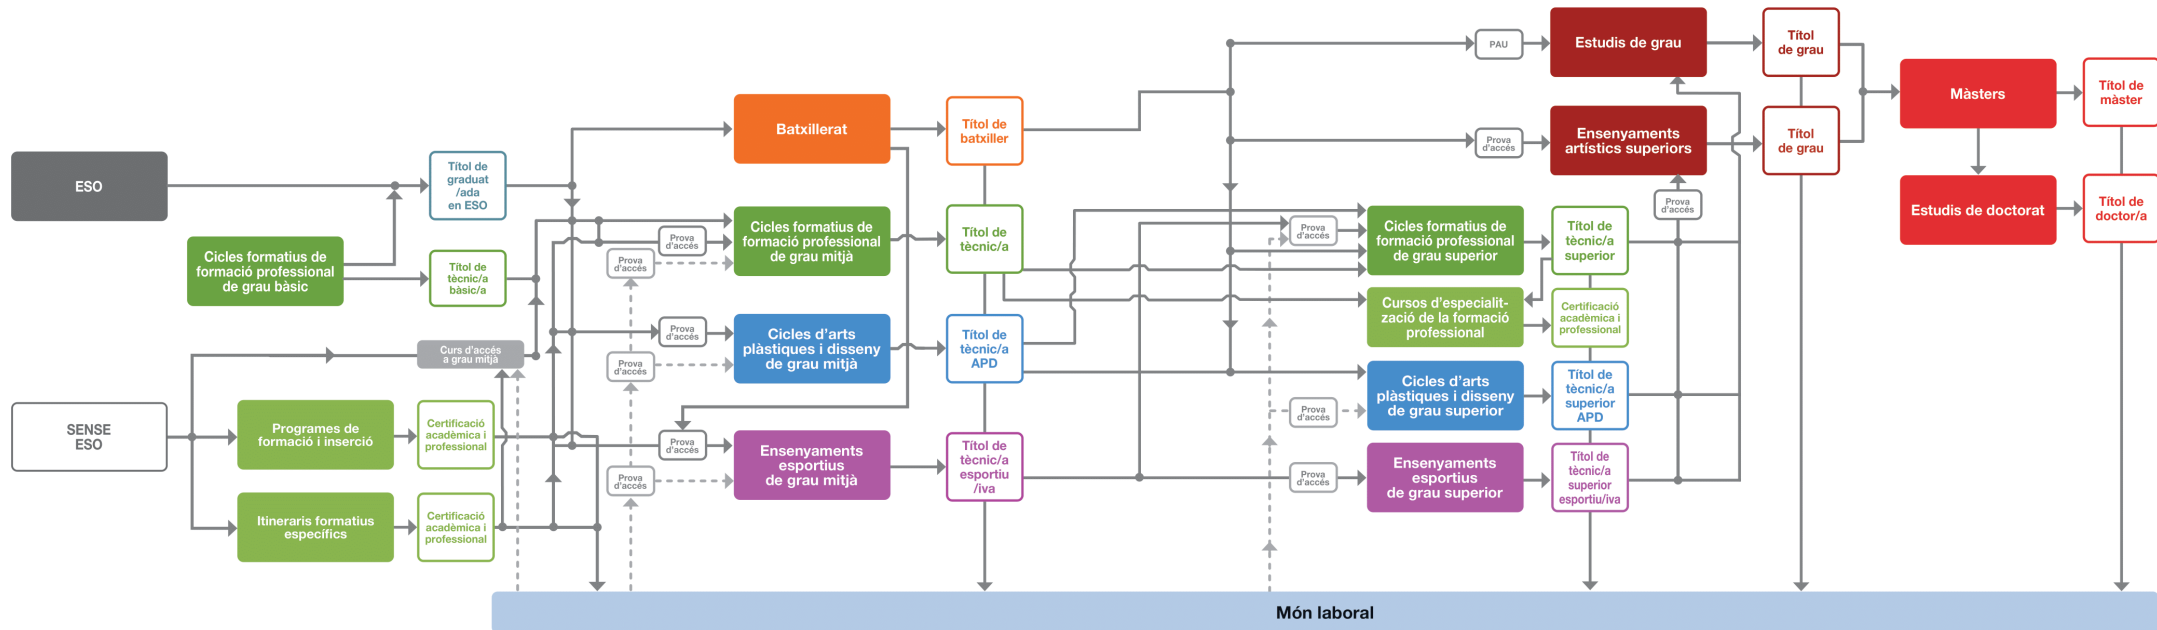 ESO
Cicles formatius de
formació professional
de grau bàsic
SENSE
ESO
Programes de
formació i inserció
Itineraris formatius
específics
Títol de
graduat
/ada
en ESO
Títol de
tècnic/a
bàsic/a
Curs d'accés
a grau mitjà
Certificació
acadèmica i
professional
Certificació
acadèmica i
professional
Prova
d'accés
Prova
d'accés
Prova
d'accés
Prova
d'accés
Prova
d'accés
Prova
d'accés
Batxillerat
Cicles formatius de
formació professional
de grau mitjà
Cicles d'arts
plàstiques i disseny
de grau mitjà
Ensenyaments
esportius
de grau mitjà
Títol de
batxiller
Títol de
tècnic/a
Títol de
tècnic/a
APD
Títol de
tècnic/a
esportiu
/iva
PAU
Prova
d'accés
Prova
d'accés
Prova
d'accés
Prova
d'accés
Estudis de grau
Ensenyaments
artístics superiors
Prova
d'accés
Cicles formatius de
formació professional
de grau superior
Cursos d'especialit-
zació de la formació
professional
Cicles d'arts
plàstiques i disseny
de grau superior
Ensenyaments
esportius
de grau superior
Títol de
tècnic/a
superior
Certificació
acadèmica i
professional
Títol de
tècnic/a
superior
APD
Títol de
tècnic/a
superior
esportiu/iva
Títol
de grau
Títol
de grau
Màsters
Estudis de doctorat
Títol de
màster
Títol de
doctor/a
Món laboral